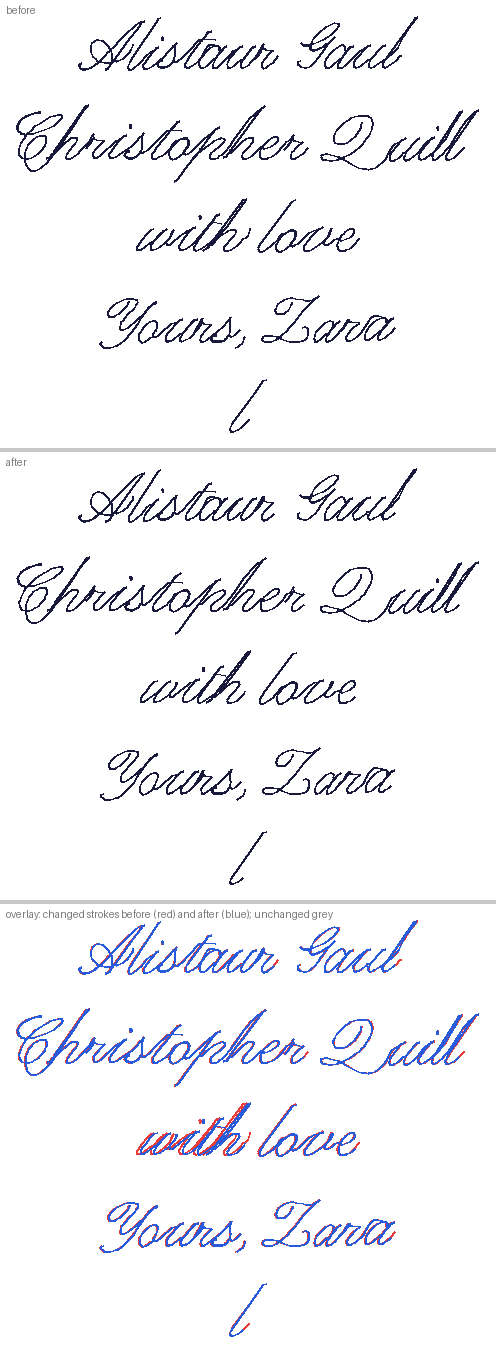 before
Alistaur Gaul
Christopher Quill
with love
Yours, Zara
l
after
Alistaur Gaul
Christopher Quill
with love
Yours, Zara
l
overlay: changed strokes before (red) and after (blue); unchanged grey
Alistaur Gaul
Christopher Quill
with love
Yours, Zara
l